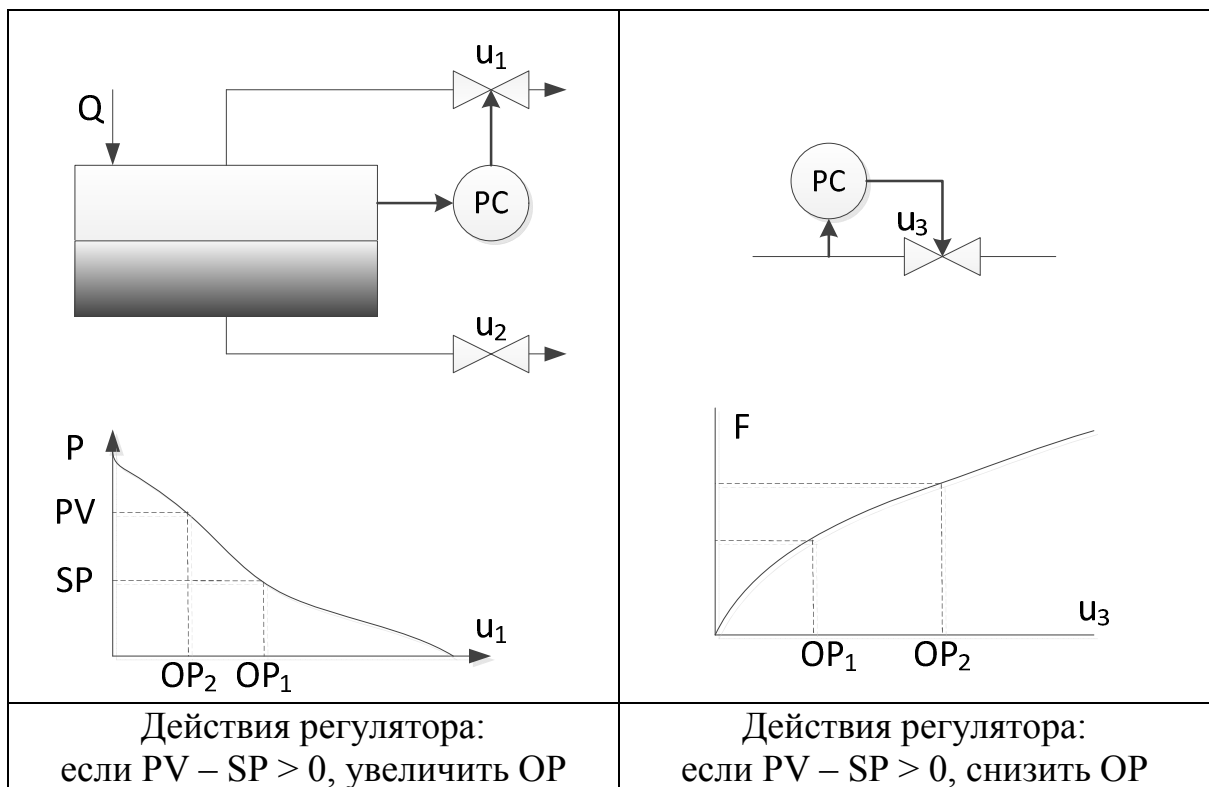 u₁
Q
PC
u₂
P
PV
SP
u₁
OP₂ OP₁
Действия регулятора:
если PV – SP > 0, увеличить OP
PC
u₃
F
u₃
OP₁ OP₂
Действия регулятора:
если PV – SP > 0, снизить OP